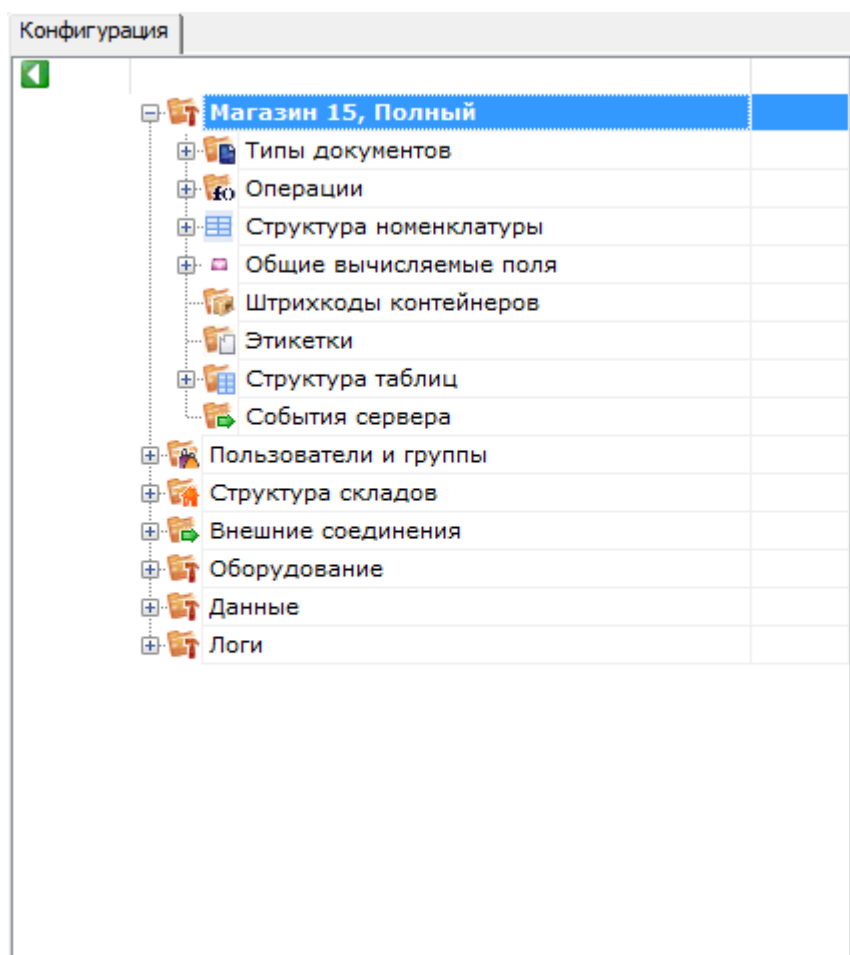 Конфигурация
Магазин 15, Полный
Типы документов
Операции
Структура номенклатуры
Общие вычисляемые поля
Штрихкоды контейнеров
Этикетки
Структура таблиц
События сервера
Пользователи и группы
Структура складов
Внешние соединения
Оборудование
Данные
Логи